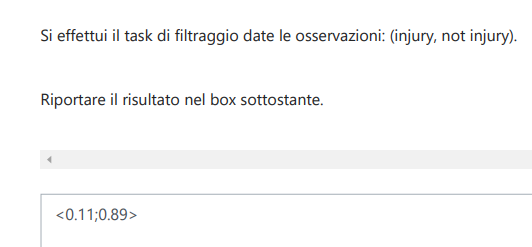 Si effettui il task di filtraggio date le osservazioni: (injury, not injury).
Riportare il risultato nel box sottostante.
<0.11;0.89>